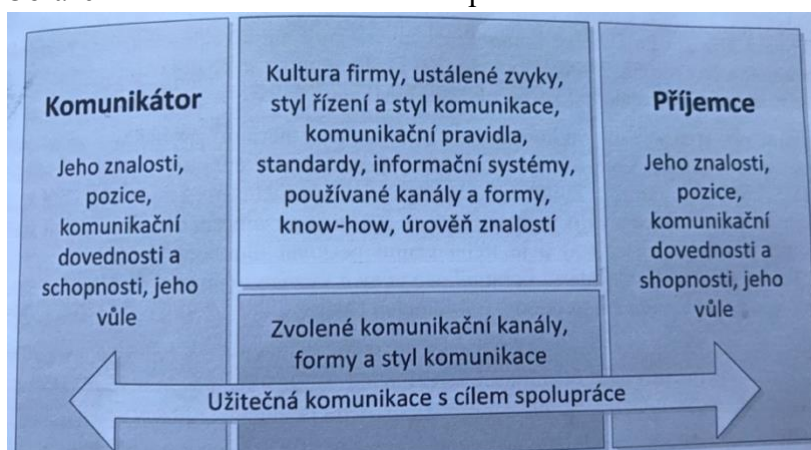 Komunikátor
Jeho znalosti,
pozice,
komunikační
dovednosti a
schopnosti, jeho
vůle
Kultura firmy, ustálené zvyky,
styl řízení a styl komunikace,
komunikační pravidla,
standardy, informační systémy,
používané kanály a formy,
know-how, úrověň znalostí
Zvolené komunikační kanály,
formy a styl komunikace
Příjemce
Jeho znalosti,
pozice,
komunikační
dovednosti a
shopnosti, jeho
vůle
Užitečná komunikace s cílem spolupráce